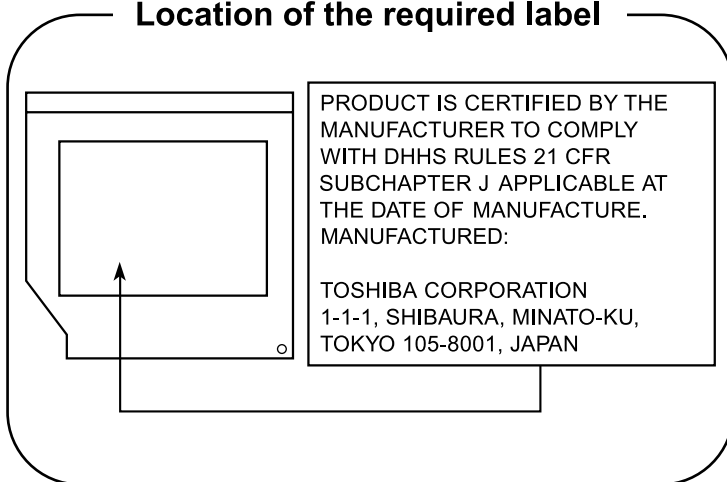 Location of the required label
PRODUCT IS CERTIFIED BY THE
MANUFACTURER TO COMPLY
WITH DHHS RULES 21 CFR
SUBCHAPTER J APPLICABLE AT
THE DATE OF MANUFACTURE.
MANUFACTURED:
TOSHIBA CORPORATION
1-1-1, SHIBAURA, MINATO-KU,
TOKYO 105-8001, JAPAN